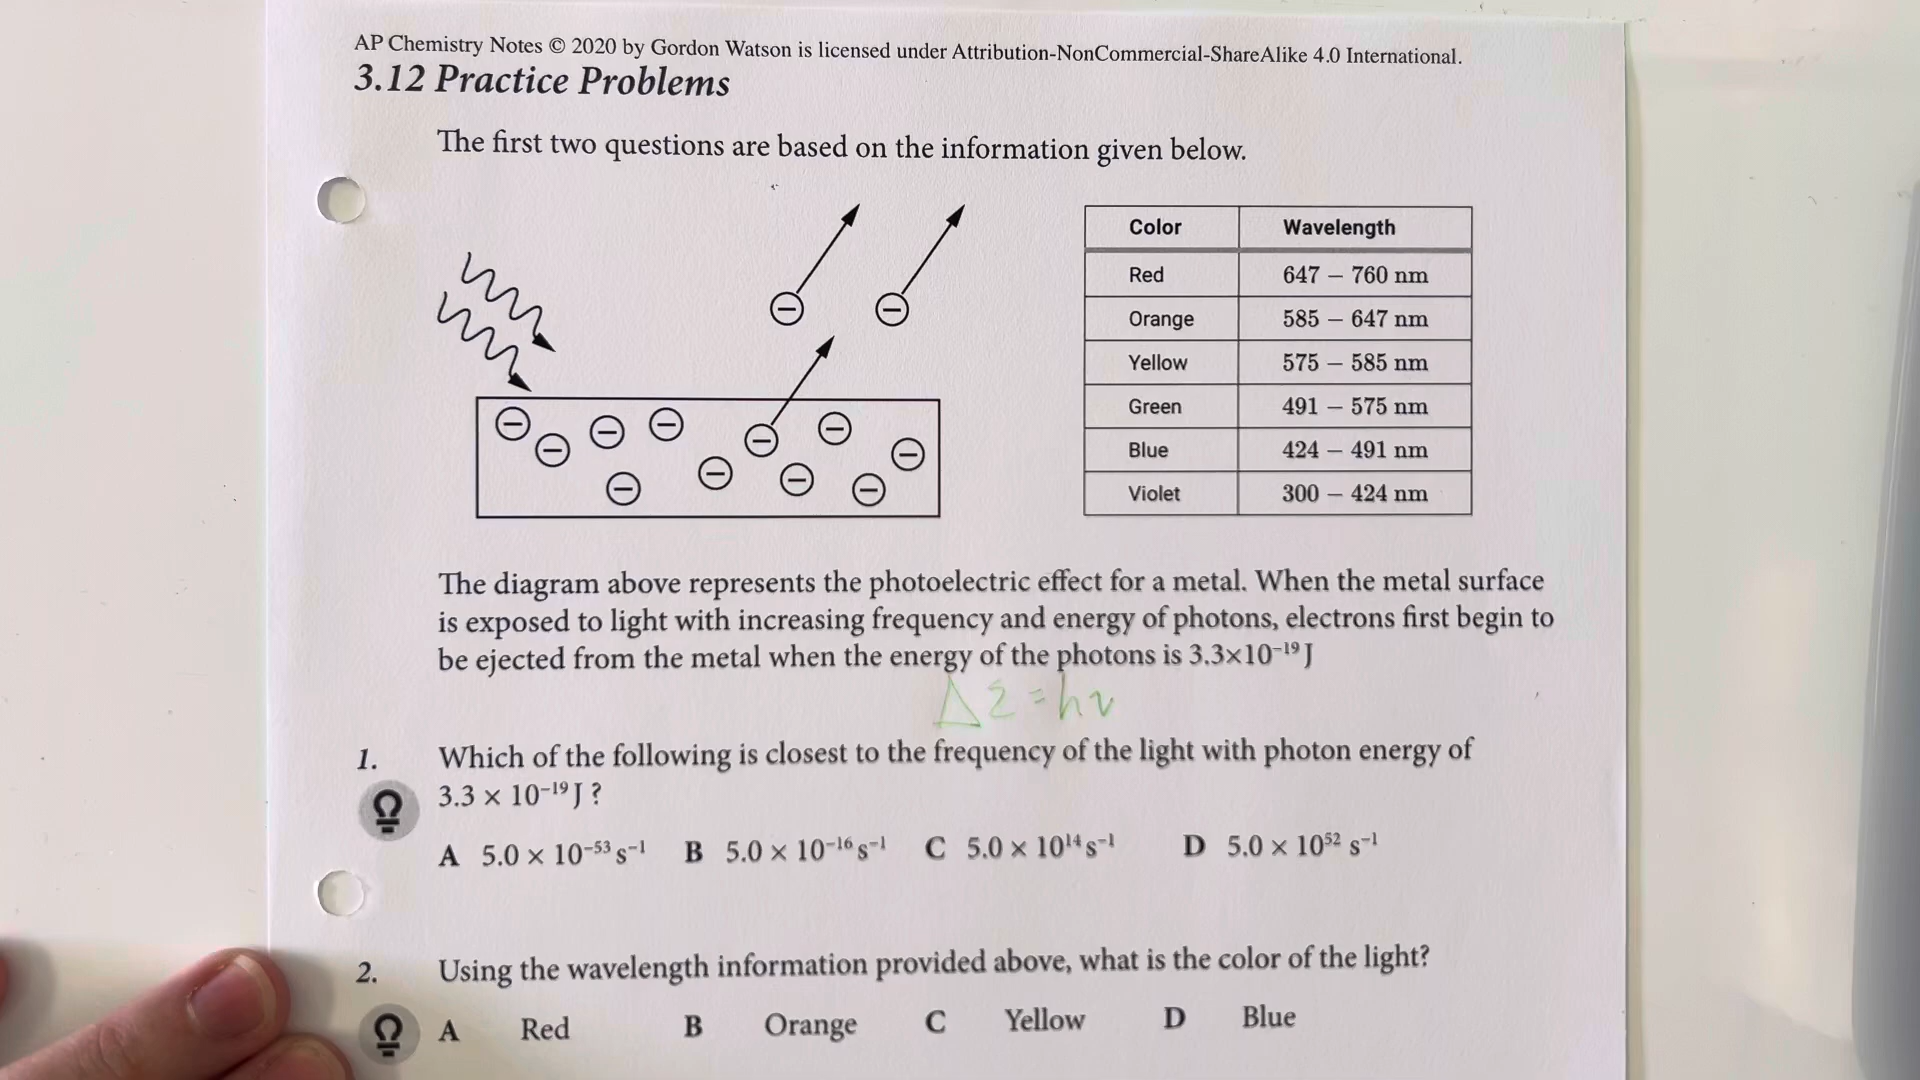 AP Chemistry Notes © 2020 by Gordon Watson is licensed under Attribution-NonCommercial-ShareAlike 4.0 International.
3.12 Practice Problems
The first two questions are based on the information given below.
Color Wavelength
Red 647 – 760 nm
Orange 585 – 647 nm
Yellow 575 – 585 nm
Green 491 – 575 nm
Blue 424 – 491 nm
Violet 300 – 424 nm
The diagram above represents the photoelectric effect for a metal. When the metal surface
is exposed to light with increasing frequency and energy of photons, electrons first begin to
be ejected from the metal when the energy of the photons is 3.3×10⁻¹⁹ J
ΔΣ = hν
1. Which of the following is closest to the frequency of the light with photon energy of
3.3 × 10⁻¹⁹ J ?
A 5.0 × 10⁻⁵³ s⁻¹ B 5.0 × 10⁻¹⁶ s⁻¹ C 5.0 × 10¹⁴ s⁻¹ D 5.0 × 10⁵² s⁻¹
2. Using the wavelength information provided above, what is the color of the light?
A Red B Orange C Yellow D Blue